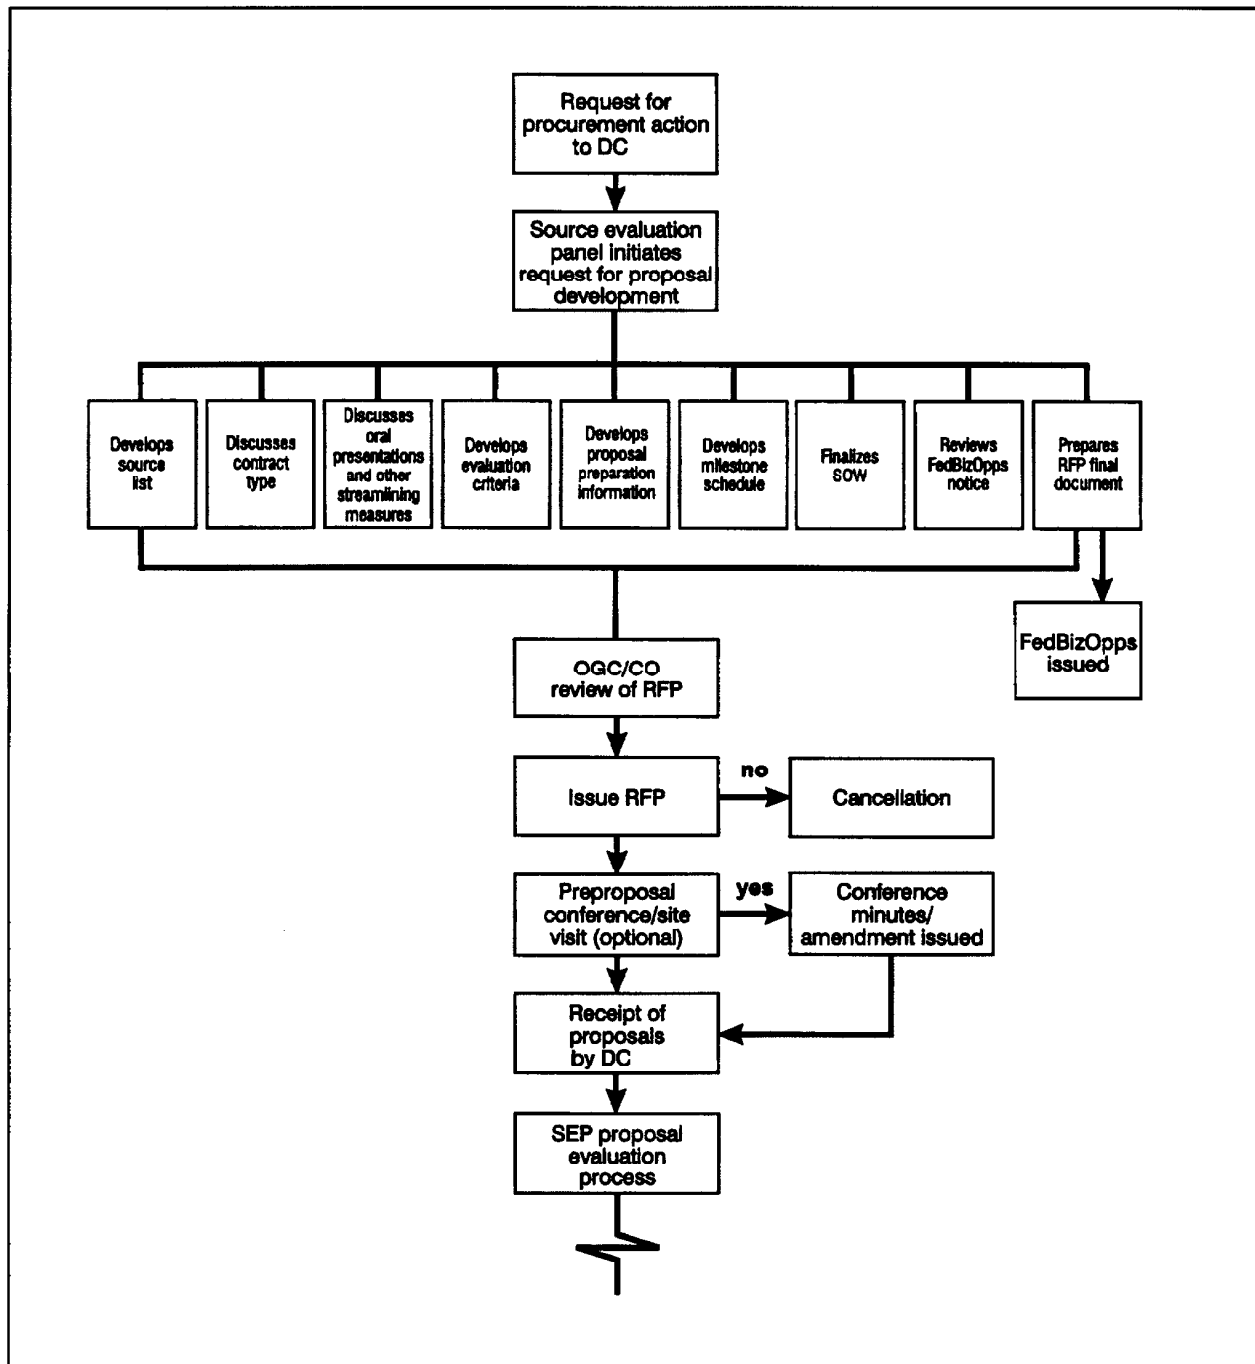 Request for
procurement action
to DC
Source evaluation
panel initiates
request for proposal
development
Develops
source
list
Discusses
contract
type
Discusses
oral
presentations
and other
streamlining
measures
Develops
evaluation
criteria
Develops
proposal
preparation
information
Develops
milestone
schedule
Finalizes
SOW
Reviews
FedBizOpps
notice
Prepares
RFP final
document
FedBizOpps
issued
OGC/CO
review of RFP
Issue RFP
no
Cancellation
Preproposal
conference/site
visit (optional)
yes
Conference
minutes/
amendment issued
Receipt of
proposals
by DC
SEP proposal
evaluation
process